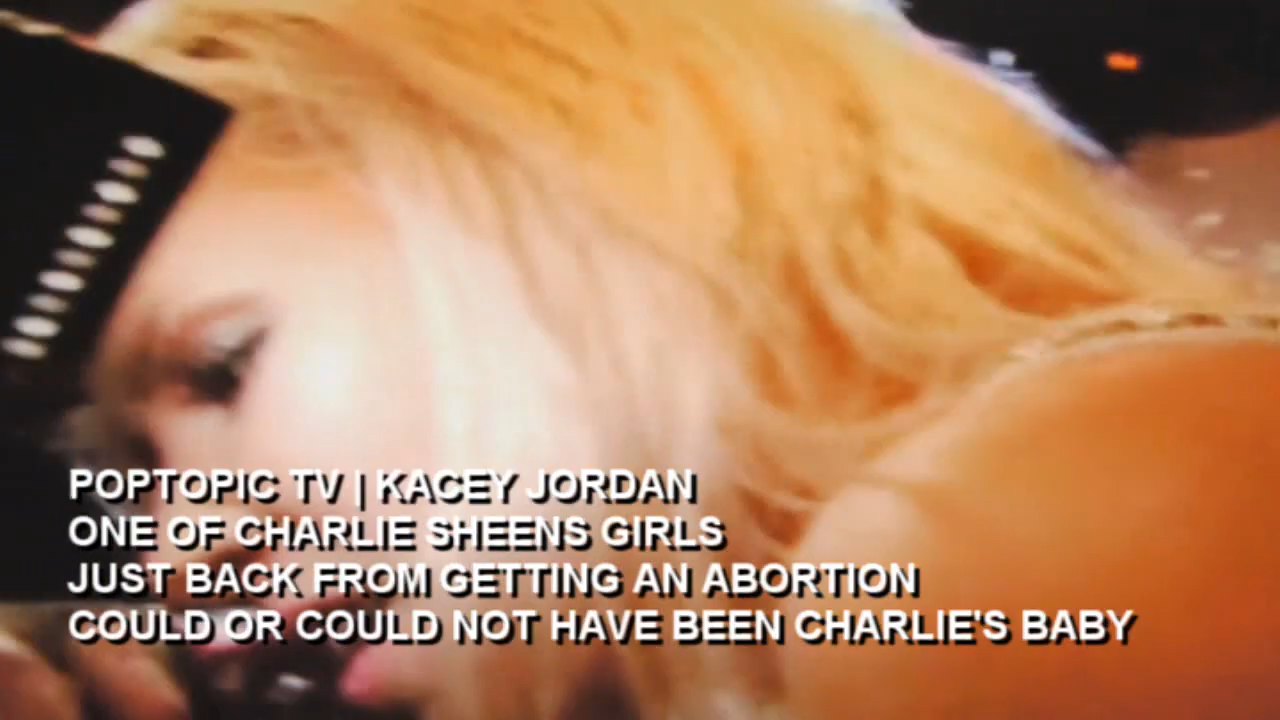 POPTOPIC TV | KACEY JORDAN
ONE OF CHARLIE SHEENS GIRLS
JUST BACK FROM GETTING AN ABORTION
COULD OR COULD NOT HAVE BEEN CHARLIE'S BABY